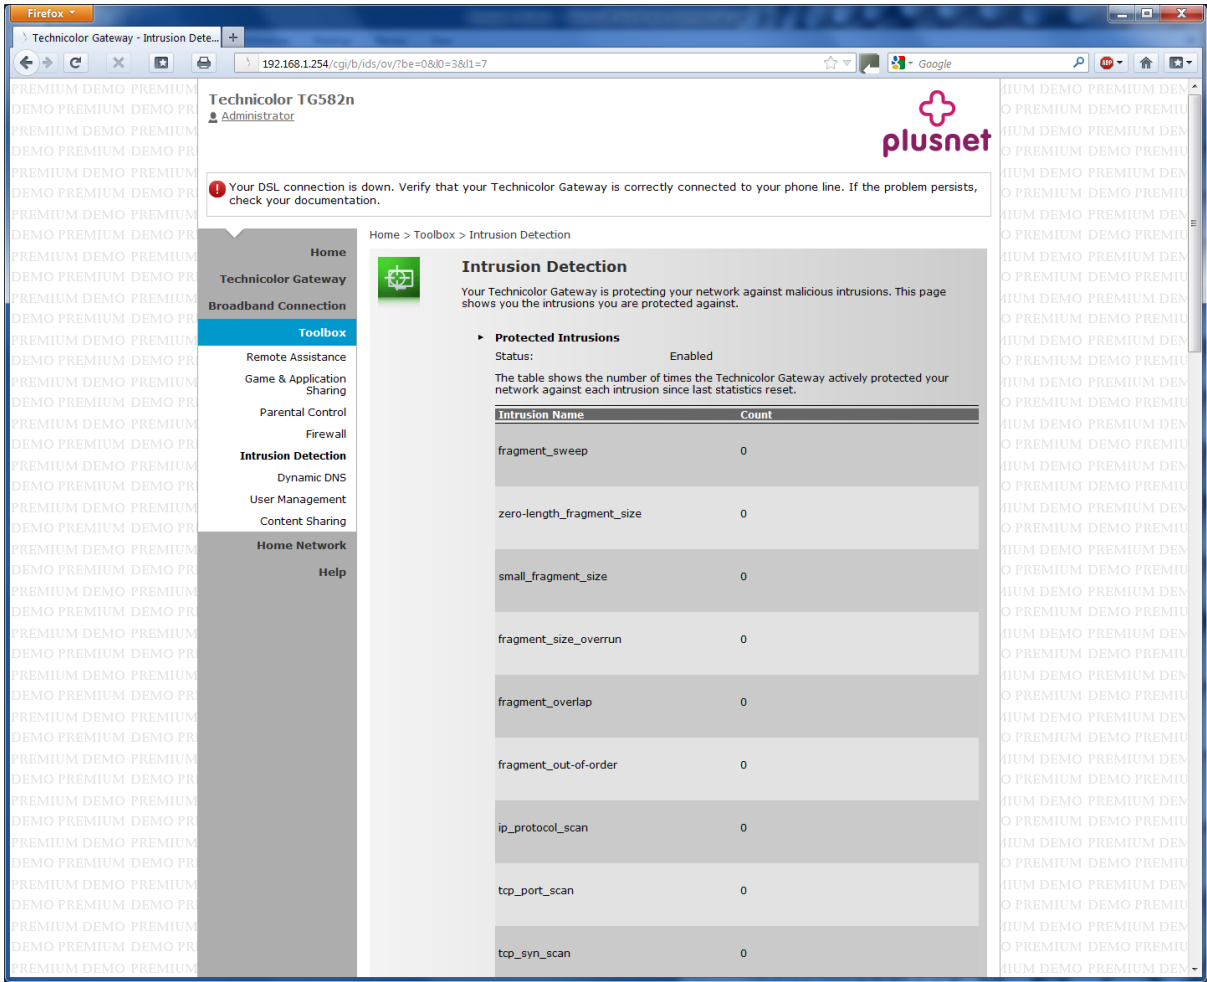 Firefox
Technicolor Gateway - Intrusion Dete...
192.168.1.254/cgi/b/ids/ov/?be=0&l0=3&l1=7
Google
ABP
Technicolor TG582n
Administrator
plusnet
Your DSL connection is down. Verify that your Technicolor Gateway is correctly connected to your phone line. If the problem persists,
check your documentation.
Home > Toolbox > Intrusion Detection
Home
Technicolor Gateway
Broadband Connection
Toolbox
Remote Assistance
Game & Application
Sharing
Parental Control
Firewall
Intrusion Detection
Dynamic DNS
User Management
Content Sharing
Home Network
Help
Intrusion Detection
Your Technicolor Gateway is protecting your network against malicious intrusions. This page
shows you the intrusions you are protected against.
Protected Intrusions
Status: Enabled
The table shows the number of times the Technicolor Gateway actively protected your
network against each intrusion since last statistics reset.
Intrusion Name Count
fragment_sweep 0
zero-length_fragment_size 0
small_fragment_size 0
fragment_size_overrun 0
fragment_overlap 0
fragment_out-of-order 0
ip_protocol_scan 0
tcp_port_scan 0
tcp_syn_scan 0
PREMIUM DEMO PREMIUM
DEMO PREMIUM DEMO